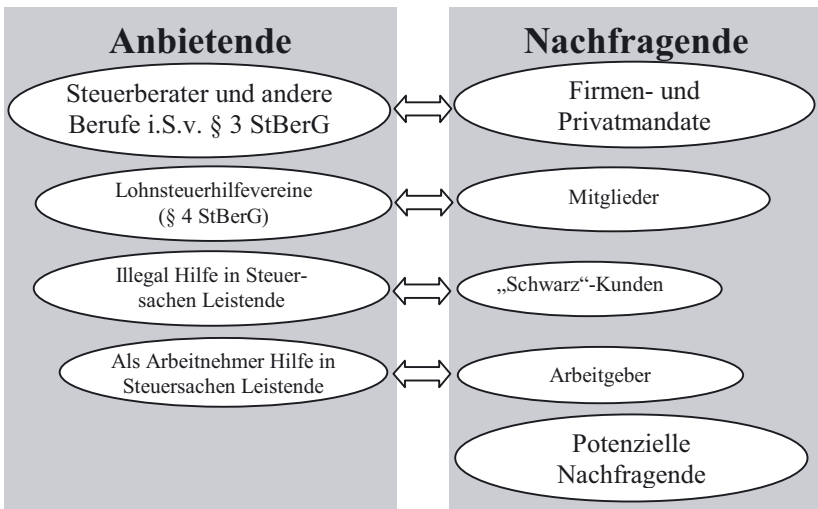 Anbietende
Steuerberater und andere
Berufe i.S.v. § 3 StBerG
Lohnsteuerhilfevereine
(§ 4 StBerG)
Illegal Hilfe in Steuer-
sachen Leistende
Als Arbeitnehmer Hilfe in
Steuersachen Leistende
Nachfragende
Firmen- und
Privatmandate
Mitglieder
„Schwarz“-Kunden
Arbeitgeber
Potenzielle
Nachfragende